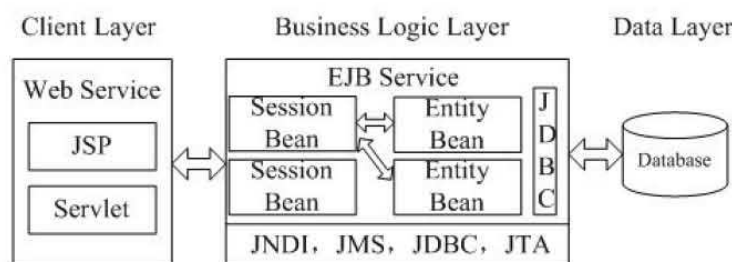 Client Layer
Business Logic Layer
Data Layer
Web Service
JSP
Servlet
EJB Service
Session
Bean
Entity
Bean
Session
Bean
Entity
Bean
J
D
B
C
JNDI，JMS，JDBC，JTA
Database